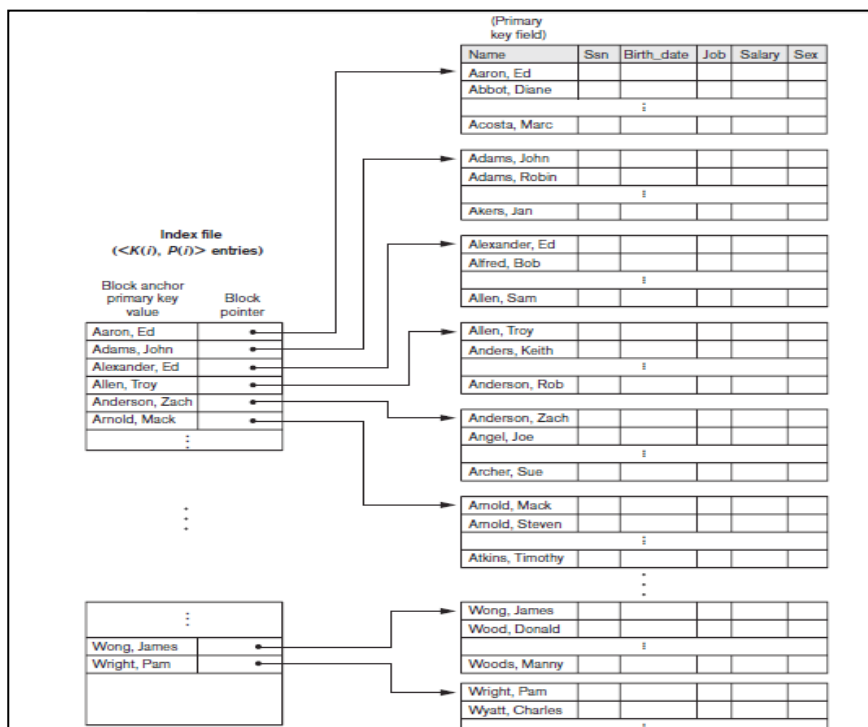 (Primary
key field)
Name Ssn Birth_date Job Salary Sex
Aaron, Ed
Abbot, Diane
⋮
Acosta, Marc
Adams, John
Adams, Robin
⋮
Akers, Jan
Alexander, Ed
Alfred, Bob
⋮
Allen, Sam
Allen, Troy
Anders, Keith
⋮
Anderson, Rob
Anderson, Zach
Angel, Joe
⋮
Archer, Sue
Arnold, Mack
Arnold, Steven
⋮
Atkins, Timothy
⋮
Wong, James
Wood, Donald
⋮
Woods, Manny
Wright, Pam
Wyatt, Charles
⋮
Index file
(<K(i), P(i)> entries)
Block anchor
primary key
value
Block
pointer
Aaron, Ed
Adams, John
Alexander, Ed
Allen, Troy
Anderson, Zach
Arnold, Mack
⋮
⋮
⋮
Wong, James
Wright, Pam